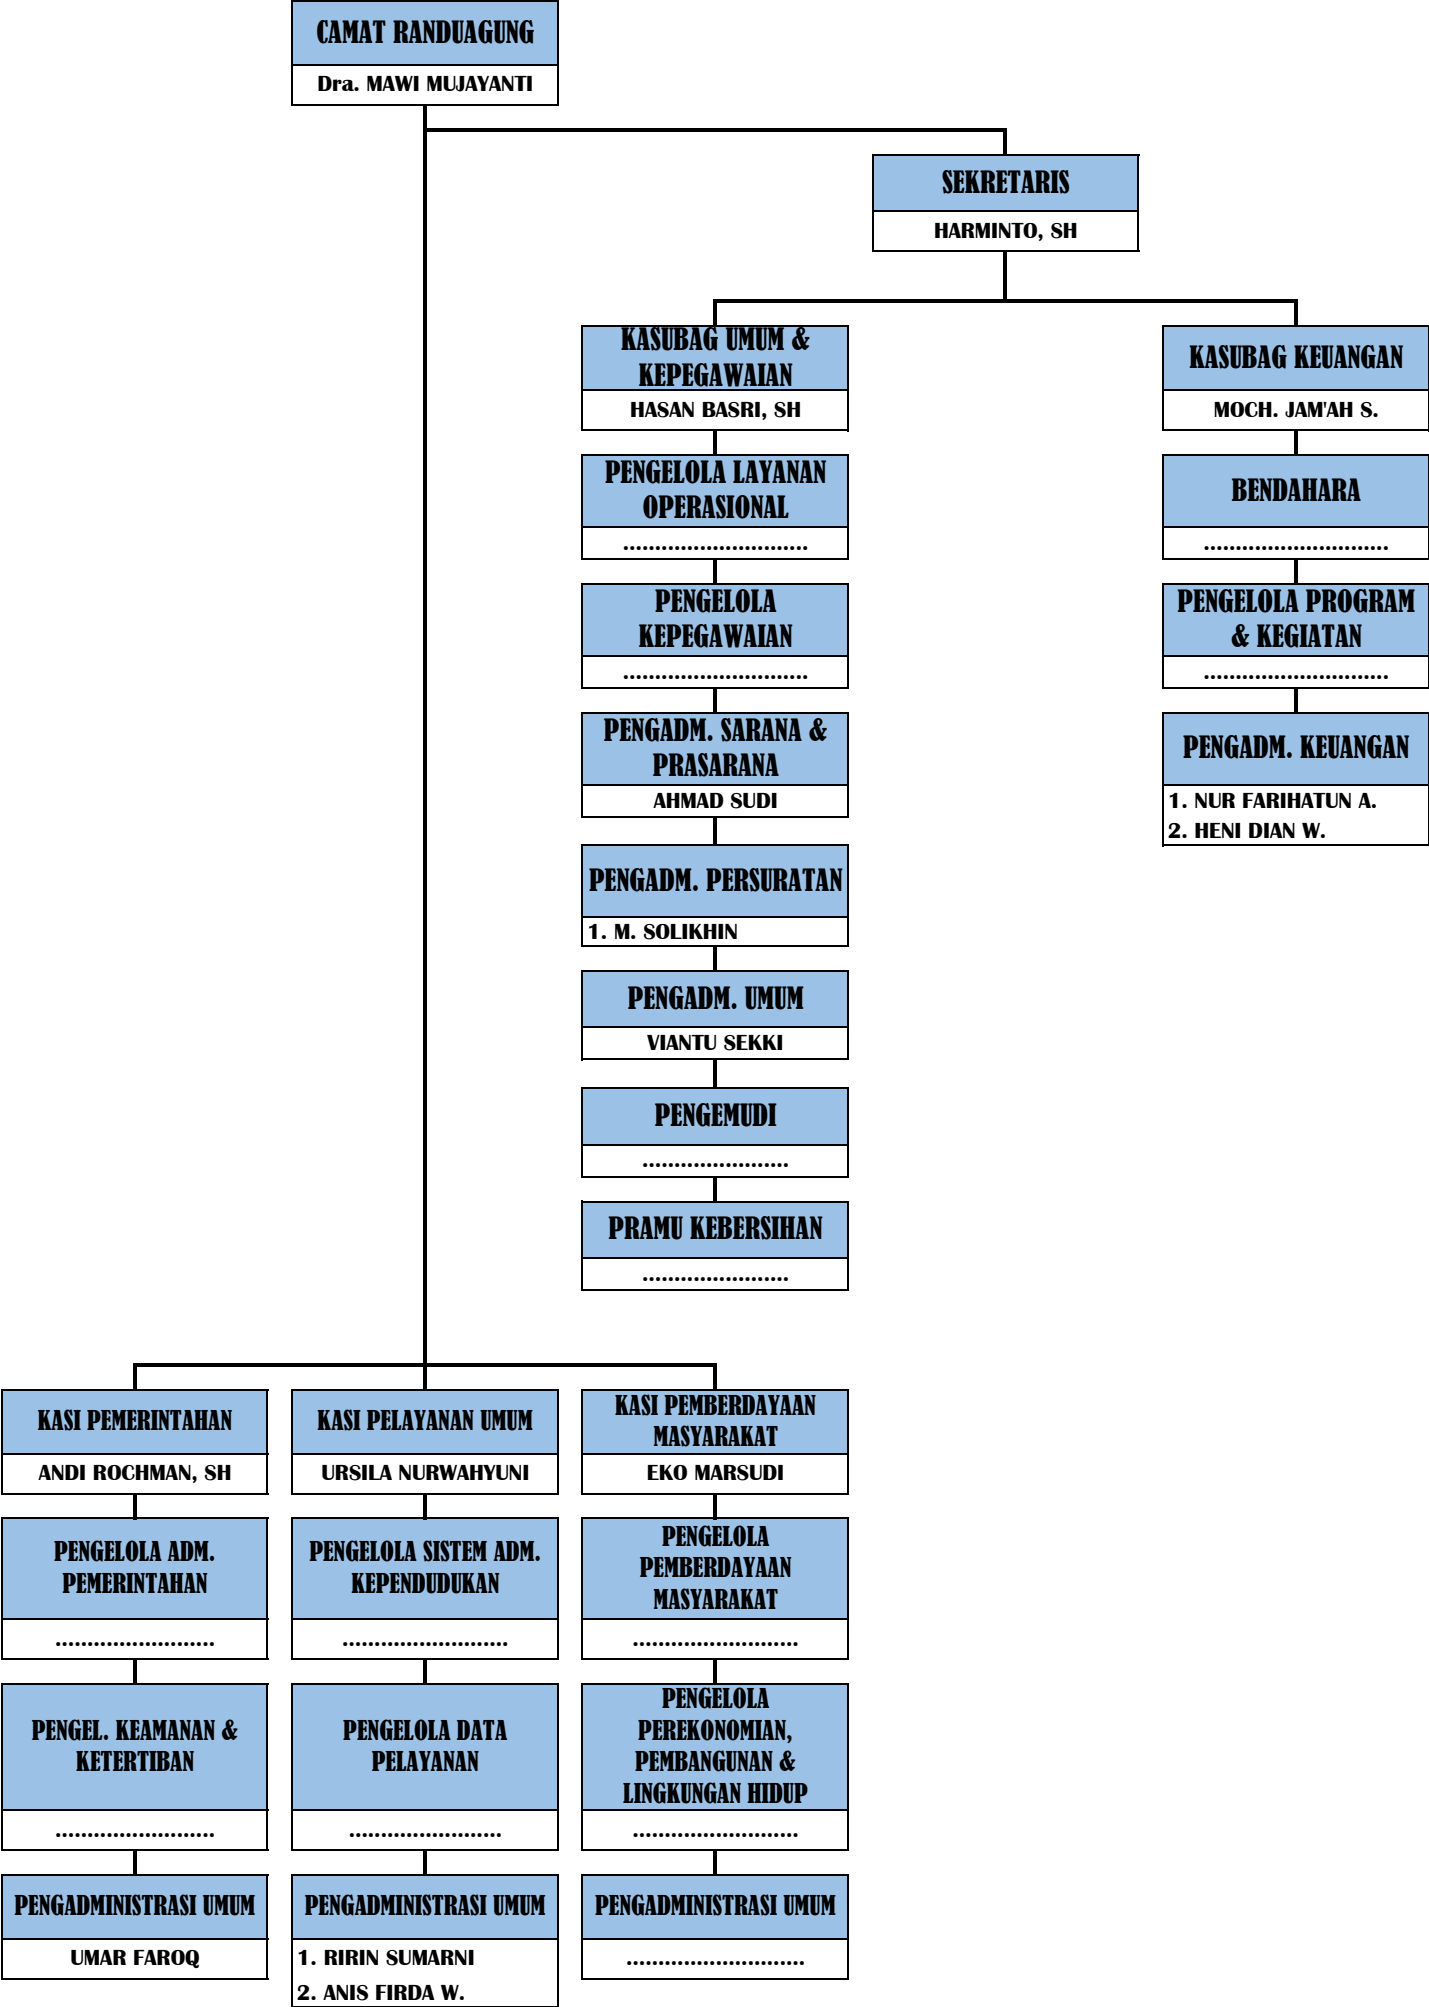 CAMAT RANDUAGUNG
Dra. MAWI MUJAYANTI
SEKRETARIS
HARMINTO, SH
KASUBAG UMUM &
KEPEGAWAIAN
HASAN BASRI, SH
PENGELOLA LAYANAN
OPERASIONAL
.............................
PENGELOLA
KEPEGAWAIAN
.............................
PENGADM. SARANA &
PRASARANA
AHMAD SUDI
PENGADM. PERSURATAN
1. M. SOLIKHIN
PENGADM. UMUM
VIANTU SEKKI
PENGEMUDI
.......................
PRAMU KEBERSIHAN
.......................
KASUBAG KEUANGAN
MOCH. JAM'AH S.
BENDAHARA
.............................
PENGELOLA PROGRAM
& KEGIATAN
.............................
PENGADM. KEUANGAN
1. NUR FARIHATUN A.
2. HENI DIAN W.
KASI PEMERINTAHAN
ANDI ROCHMAN, SH
PENGELOLA ADM.
PEMERINTAHAN
.........................
PENGEL. KEAMANAN &
KETERTIBAN
.........................
PENGADMINISTRASI UMUM
UMAR FAROQ
KASI PELAYANAN UMUM
URSILA NURWAHYUNI
PENGELOLA SISTEM ADM.
KEPENDUDUKAN
..........................
PENGELOLA DATA
PELAYANAN
........................
PENGADMINISTRASI UMUM
1. RIRIN SUMARNI
2. ANIS FIRDA W.
KASI PEMBERDAYAAN
MASYARAKAT
EKO MARSUDI
PENGELOLA
PEMBERDAYAAN
MASYARAKAT
..........................
PENGELOLA
PEREKONOMIAN,
PEMBANGUNAN &
LINGKUNGAN HIDUP
..........................
PENGADMINISTRASI UMUM
............................